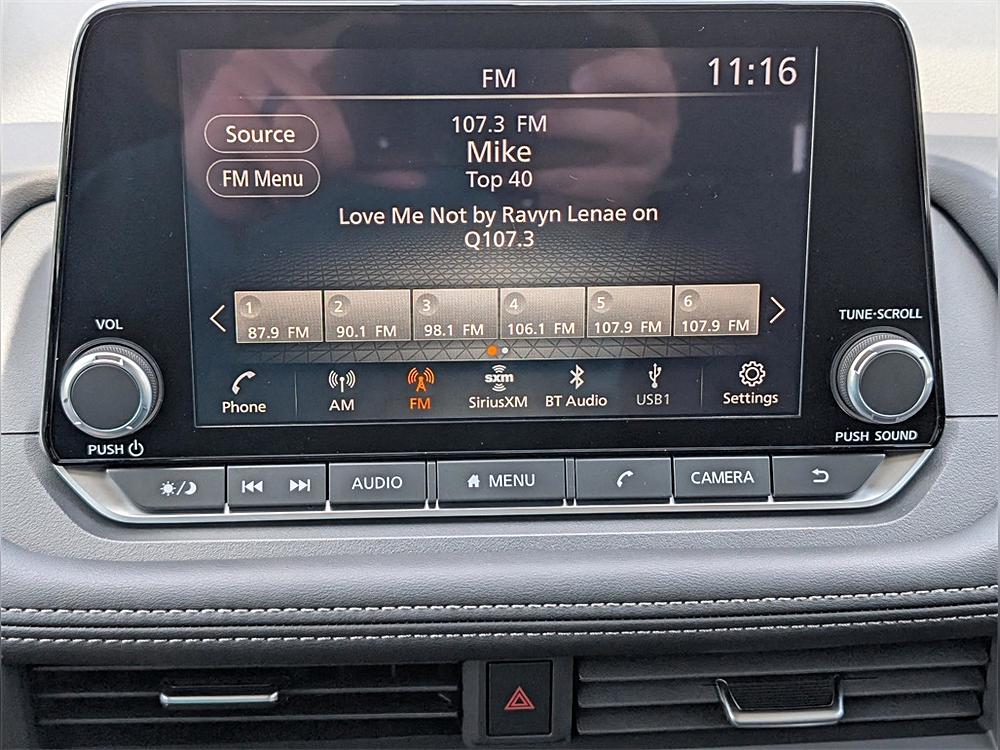 FM
11:16
Source
FM Menu
107.3 FM
Mike
Top 40
Love Me Not by Ravyn Lenae on
Q107.3
1
87.9 FM
2
90.1 FM
3
98.1 FM
4
106.1 FM
5
107.9 FM
6
107.9 FM
VOL
TUNE·SCROLL
Phone
AM
FM
sxm
SiriusXM
BT Audio
USB1
Settings
PUSH
PUSH SOUND
AUDIO
MENU
CAMERA